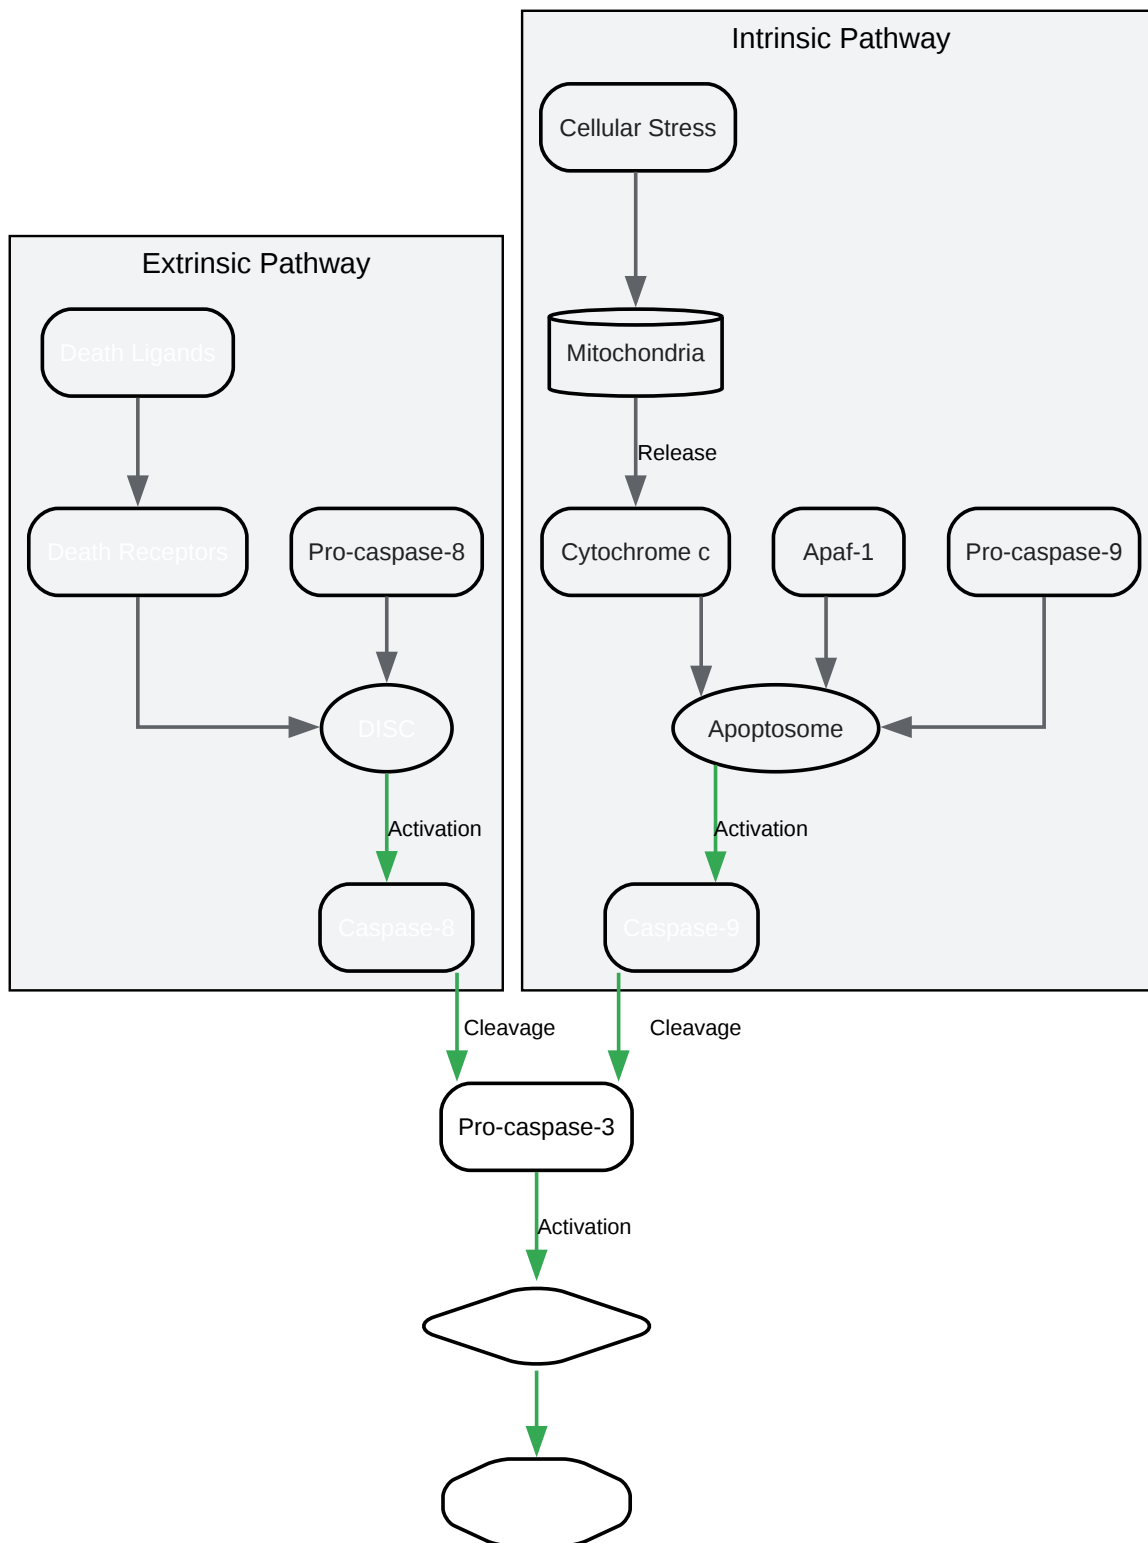 Intrinsic Pathway
Cellular Stress
Extrinsic Pathway
Death Ligands
Mitochondria
Release
Death Receptors
Pro-caspase-8
Cytochrome c
Apaf-1
Pro-caspase-9
DISC
Apoptosome
Activation
Activation
Caspase-8
Caspase-9
Cleavage
Cleavage
Pro-caspase-3
Activation